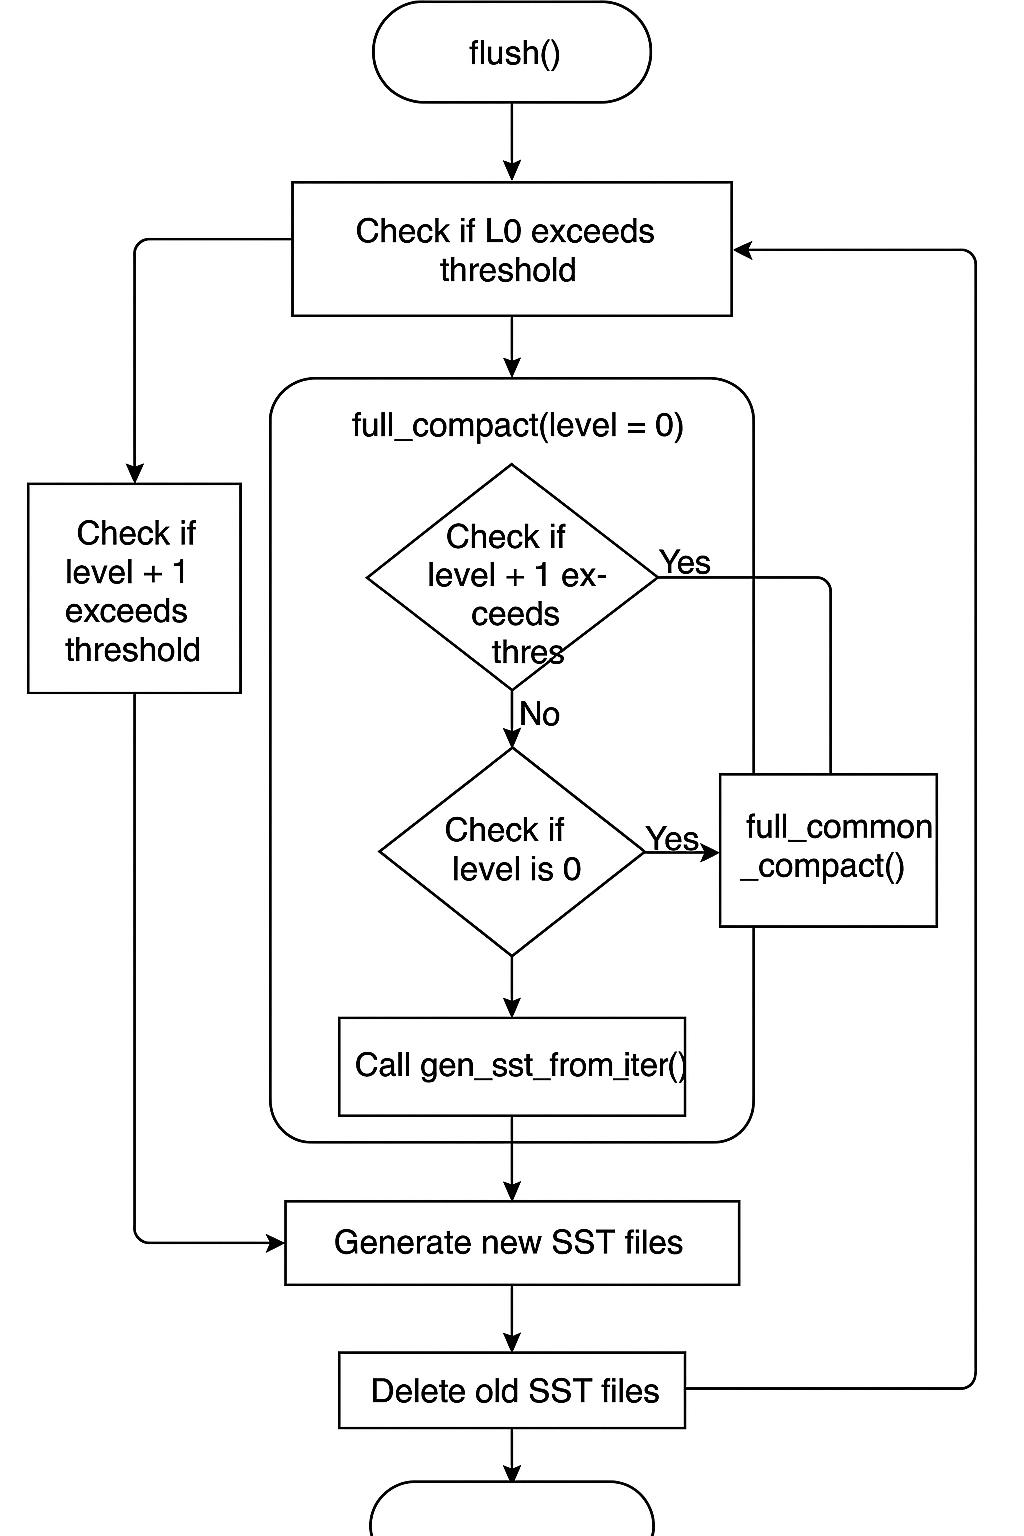 flush()
Check if L0 exceeds
threshold
full_compact(level = 0)
Check if
level + 1 ex-
ceeds
thres
Yes
No
Check if
level + 1
exceeds
threshold
Check if
level is 0
Yes
full_common
_compact()
Call gen_sst_from_iter()
Generate new SST files
Delete old SST files